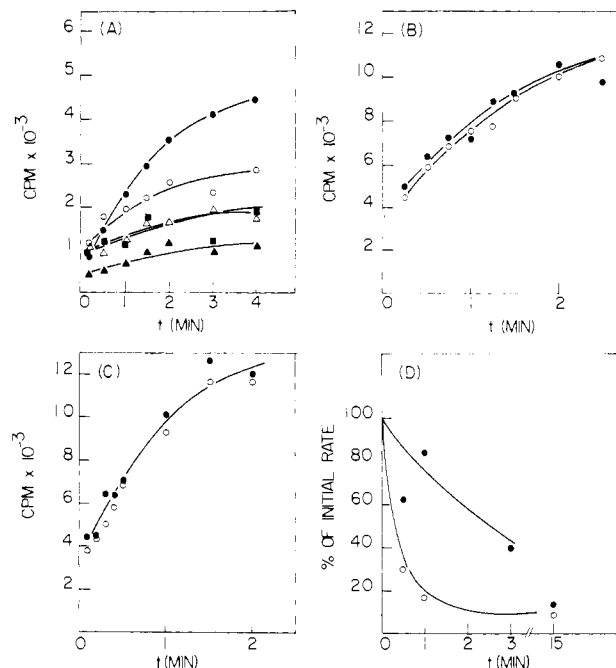 (A)
6
5
4
3
2
1
CPM x 10⁻³
0 1 2 3 4
t (MIN)
(B)
12
10
8
6
4
2
CPM x 10⁻³
0 1 2
t (MIN)
(C)
12
10
8
6
4
2
CPM x 10⁻³
0 1 2
t (MIN)
(D)
100
80
60
40
20
% OF INITIAL RATE
0 1 2 3 15
t (MIN)